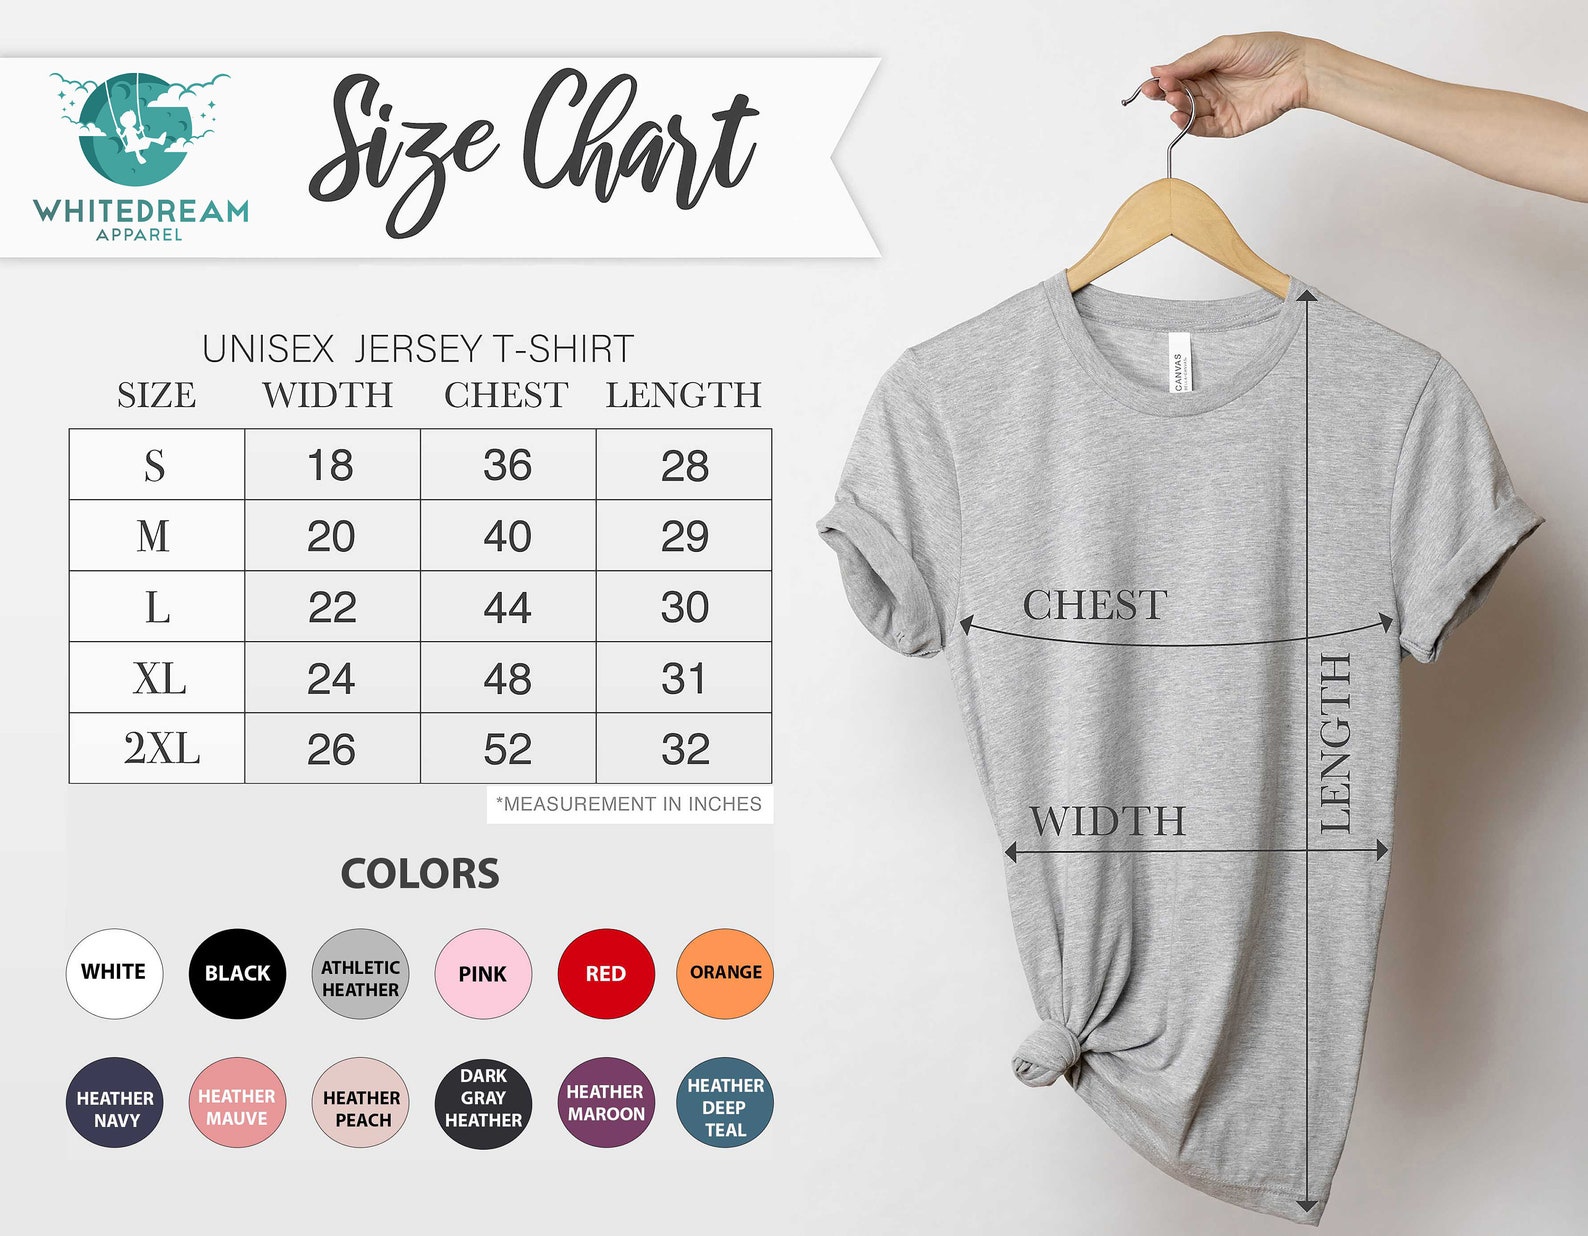 WHITEDREAM
APPAREL
Size Chart
UNISEX JERSEY T-SHIRT
SIZE WIDTH CHEST LENGTH
S 18 36 28
M 20 40 29
L 22 44 30
XL 24 48 31
2XL 26 52 32
*MEASUREMENT IN INCHES
COLORS
WHITE
BLACK
ATHLETIC
HEATHER
PINK
RED
ORANGE
HEATHER
NAVY
HEATHER
MAUVE
HEATHER
PEACH
DARK
GRAY
HEATHER
HEATHER
MAROON
HEATHER
DEEP
TEAL
CANVAS
CHEST
LENGTH
WIDTH